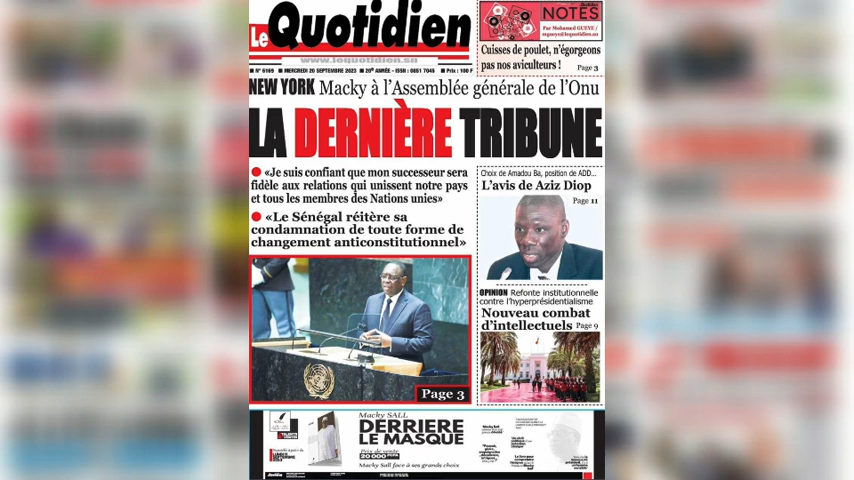 Le Quotidien
www.lequotidien.sn
NOTES
Par Mohamed GUEYE /
Cuisses de poulet, n'égorgeons
pas nos aviculteurs !
Page 3
N° 6169 MERCREDI 20 SEPTEMBRE 2023 20e ANNÉE - ISSN : 0851 7045 Prix : 100 F
NEW YORK Macky à l'Assemblée générale de l'Onu
LA DERNIÈRE TRIBUNE
«Je suis confiant que mon successeur sera
fidèle aux relations qui unissent notre pays
et tous les membres des Nations unies»
«Le Sénégal réitère sa
condamnation de toute forme de
changement anticonstitutionnel»
Page 3
Choix de Amadou Ba, position de ADD...
L'avis de Aziz Diop
Page 11
OPINION Refonte institutionnelle
contre l'hyperprésidentialisme
Nouveau combat
d'intellectuels Page 9
Macky SALL
DERRIERE
LE MASQUE
Prix de vente
20 000 FCFA
Macky Sall face à ses grands choix